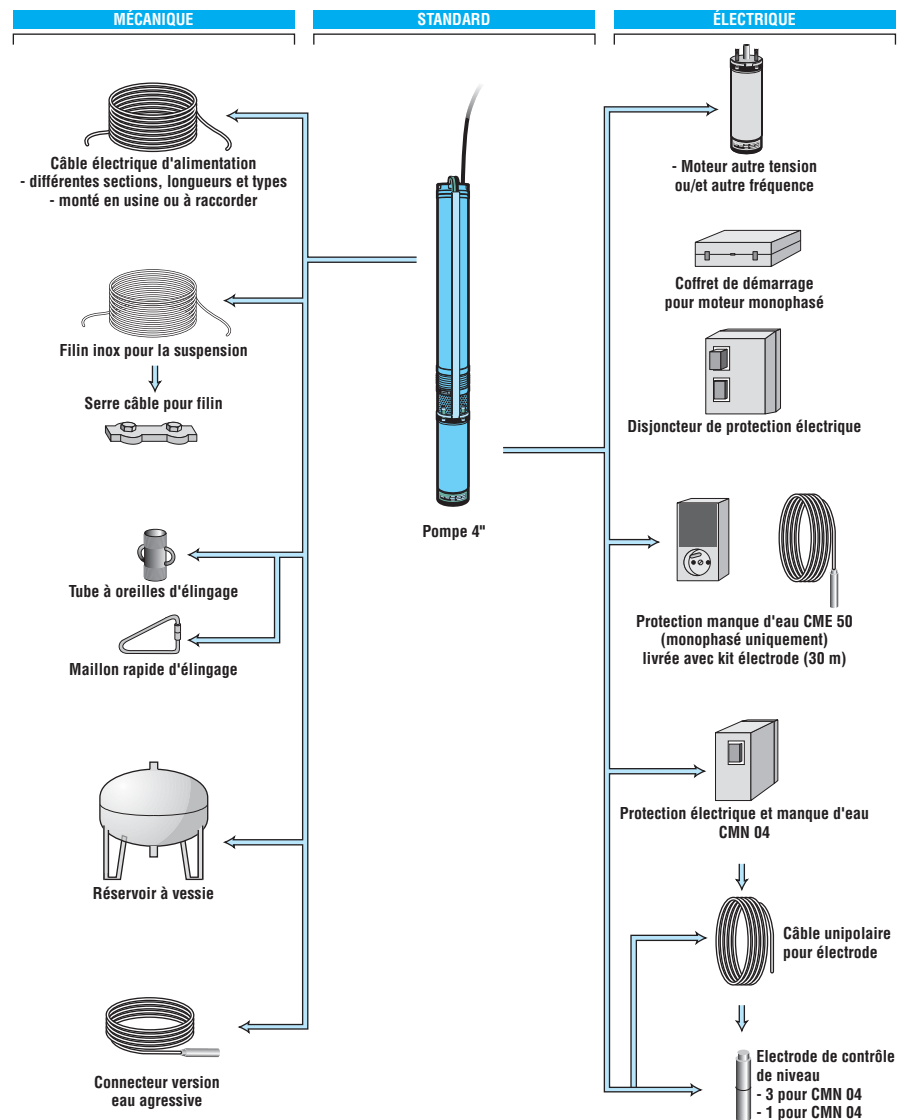 MÉCANIQUE
STANDARD
ÉLECTRIQUE
Câble électrique d'alimentation
- différentes sections, longueurs et types
- monté en usine ou à raccorder
Filin inox pour la suspension
Serre câble pour filin
Tube à oreilles d'élingage
Maillon rapide d'élingage
Réservoir à vessie
Connecteur version
eau agressive
Pompe 4"
- Moteur autre tension
ou/et autre fréquence
Coffret de démarrage
pour moteur monophasé
Disjoncteur de protection électrique
Protection manque d'eau CME 50
(monophasé uniquement)
livrée avec kit électrode (30 m)
Protection électrique et manque d'eau
CMN 04
Câble unipolaire
pour électrode
Electrode de contrôle
de niveau
- 3 pour CMN 04
- 1 pour CMN 04